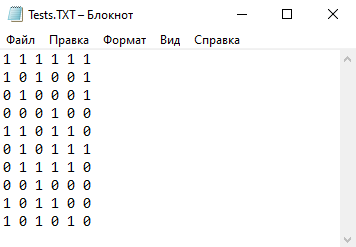 Tests.TXT – Блокнот
Файл Правка Формат Вид Справка
1 1 1 1 1 1
1 0 1 0 0 1
0 1 0 0 0 1
0 0 0 1 0 0
1 1 0 1 1 0
0 1 0 1 1 1
0 1 1 1 1 0
0 0 1 0 0 0
1 0 1 1 0 0
1 0 1 0 1 0